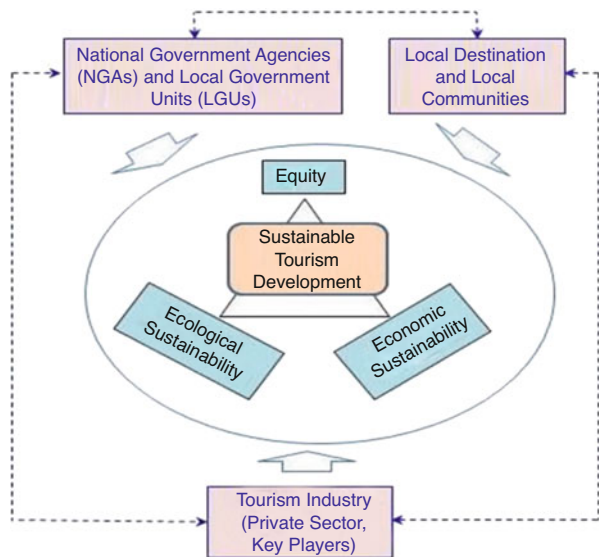 National Government Agencies
(NGAs) and Local Government
Units (LGUs)
Local Destination
and Local
Communities
Equity
Sustainable
Tourism
Development
Ecological
Sustainability
Economic
Sustainability
Tourism Industry
(Private Sector,
Key Players)